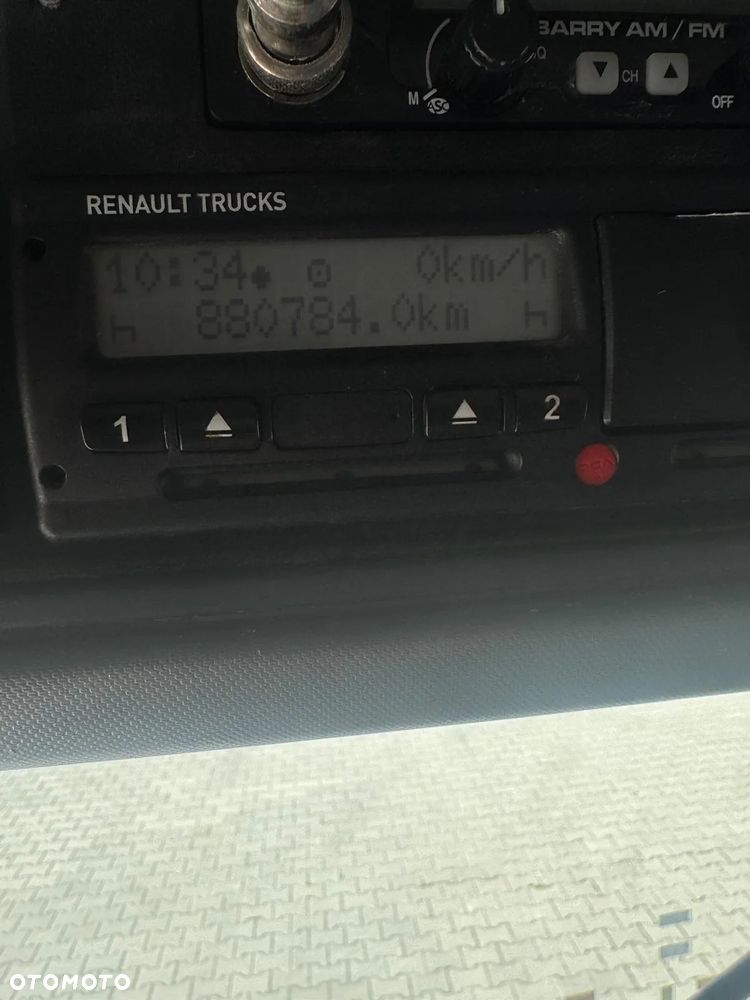 BARRY AM / FM
Q
M
ASC
▼ CH ▲
OFF
RENAULT TRUCKS
10:34 0km/h
880784.0km
1
2
OTOMOTO